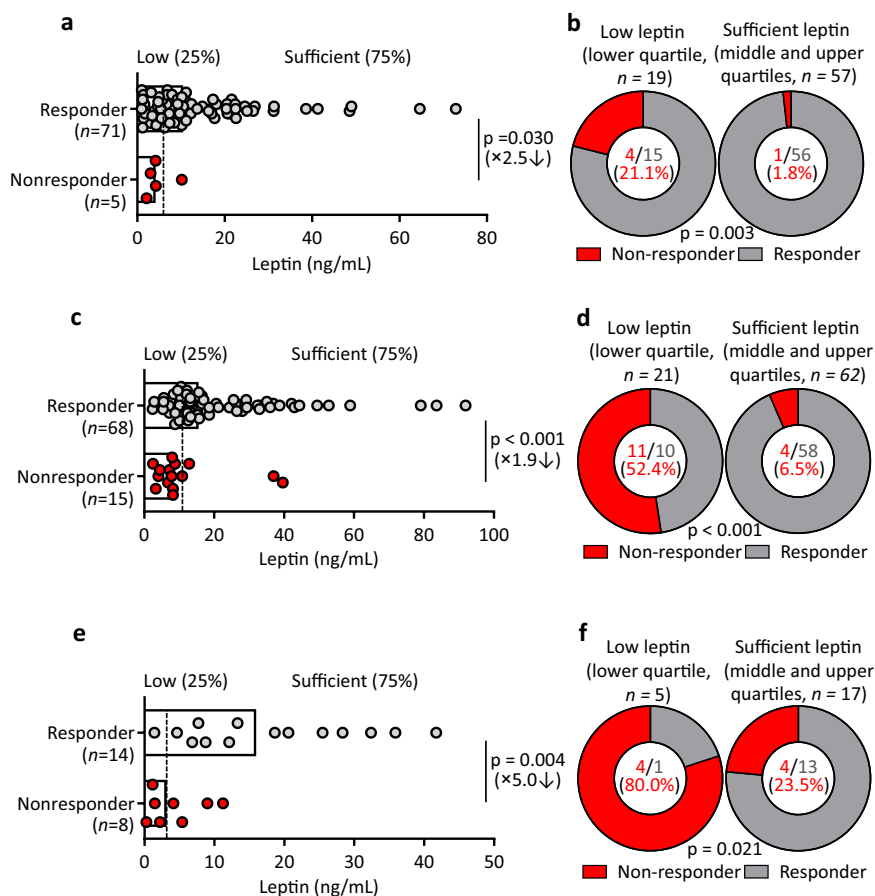 a
Low (25%)
Sufficient (75%)
Responder
(n=71)
Nonresponder
(n=5)
p =0.030
(×2.5↓)
0
20
40
60
80
Leptin (ng/mL)
b
Low leptin
(lower quartile,
n = 19)
Sufficient leptin
(middle and upper
quartiles, n = 57)
4/15
(21.1%)
1/56
(1.8%)
p = 0.003
Non-responder
Responder
c
Low (25%)
Sufficient (75%)
Responder
(n=68)
Nonresponder
(n=15)
p < 0.001
(×1.9↓)
0
20
40
60
80
100
Leptin (ng/mL)
d
Low leptin
(lower quartile,
n = 21)
Sufficient leptin
(middle and upper
quartiles, n = 62)
11/10
(52.4%)
4/58
(6.5%)
p < 0.001
Non-responder
Responder
e
Low (25%)
Sufficient (75%)
Responder
(n=14)
Nonresponder
(n=8)
p = 0.004
(×5.0↓)
0
10
20
30
40
50
Leptin (ng/mL)
f
Low leptin
(lower quartile,
n = 5)
Sufficient leptin
(middle and upper
quartiles, n = 17)
4/1
(80.0%)
4/13
(23.5%)
p = 0.021
Non-responder
Responder